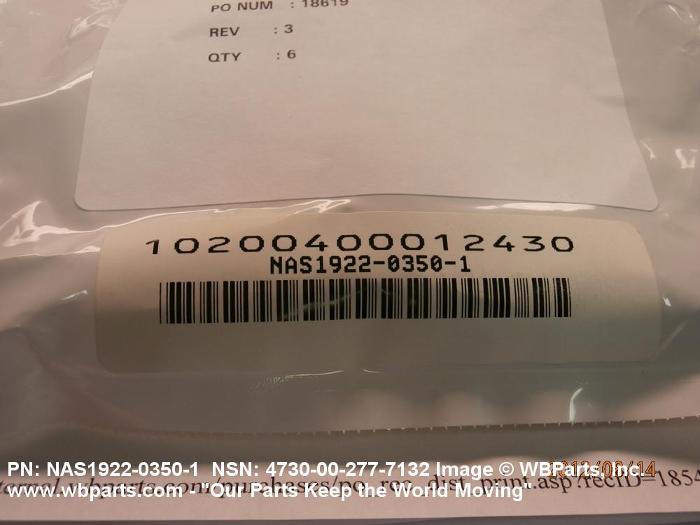 PO NUM : 18619
REV : 3
QTY : 6
10200400012430
NAS1922-0350-1
PN: NAS1922-0350-1 NSN: 4730-00-277-7132 Image © WBParts, Inc.
www.wbparts.com - "Our Parts Keep the World Moving"